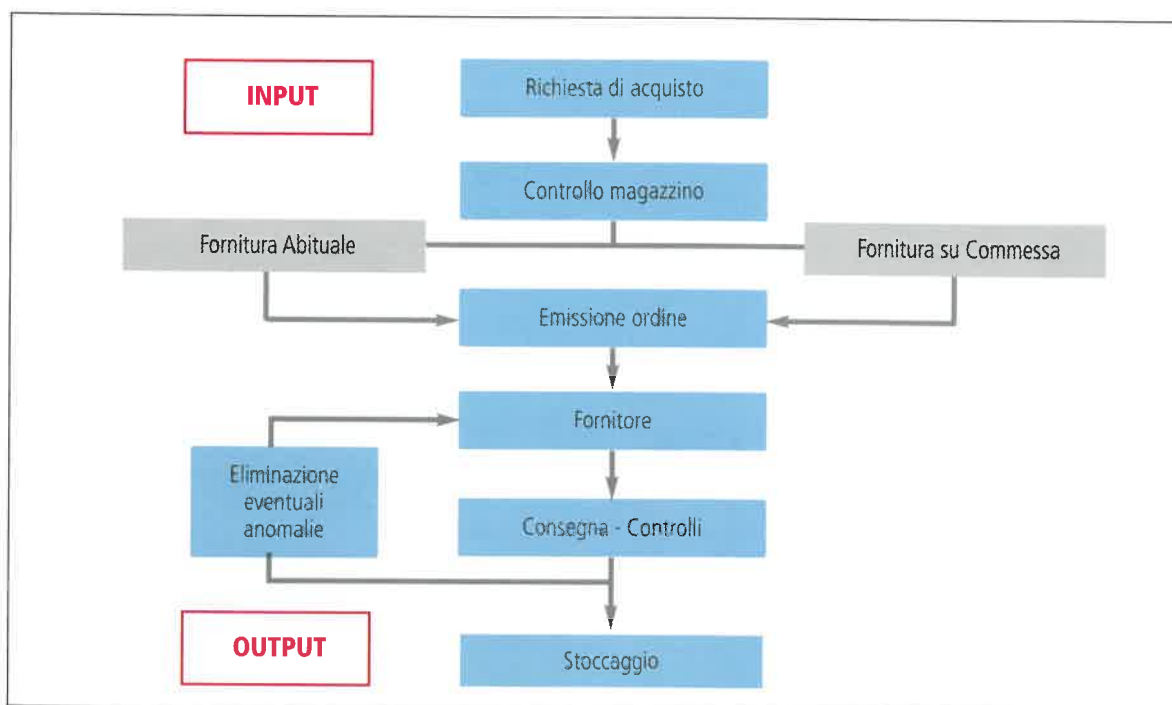 INPUT
Richiesta di acquisto
Controllo magazzino
Fornitura Abituale
Fornitura su Commessa
Emissione ordine
Fornitore
Eliminazione
eventuali
anomalie
Consegna - Controlli
OUTPUT
Stoccaggio